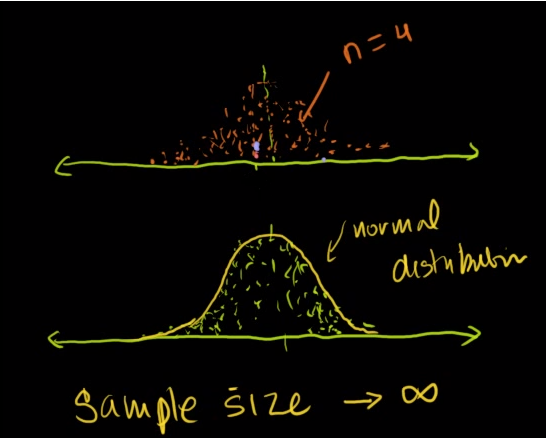 n = 4
normal
distribution
sample size → ∞